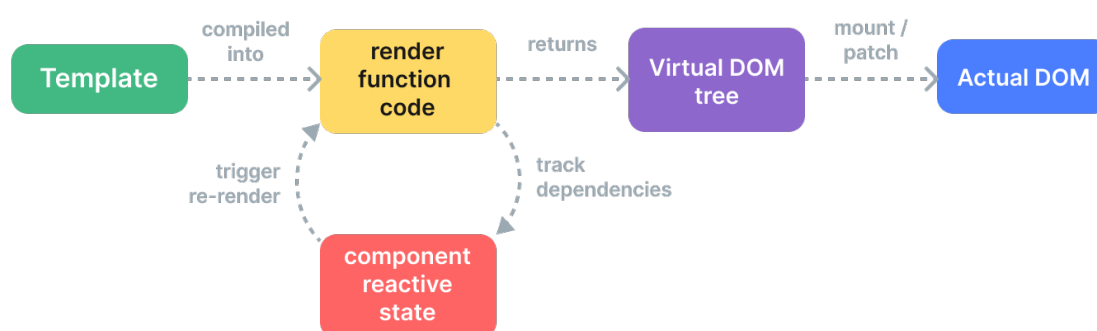 compiled
into
Template
render
function
code
returns
Virtual DOM
tree
mount /
patch
Actual DOM
trigger
re-render
track
dependencies
component
reactive
state